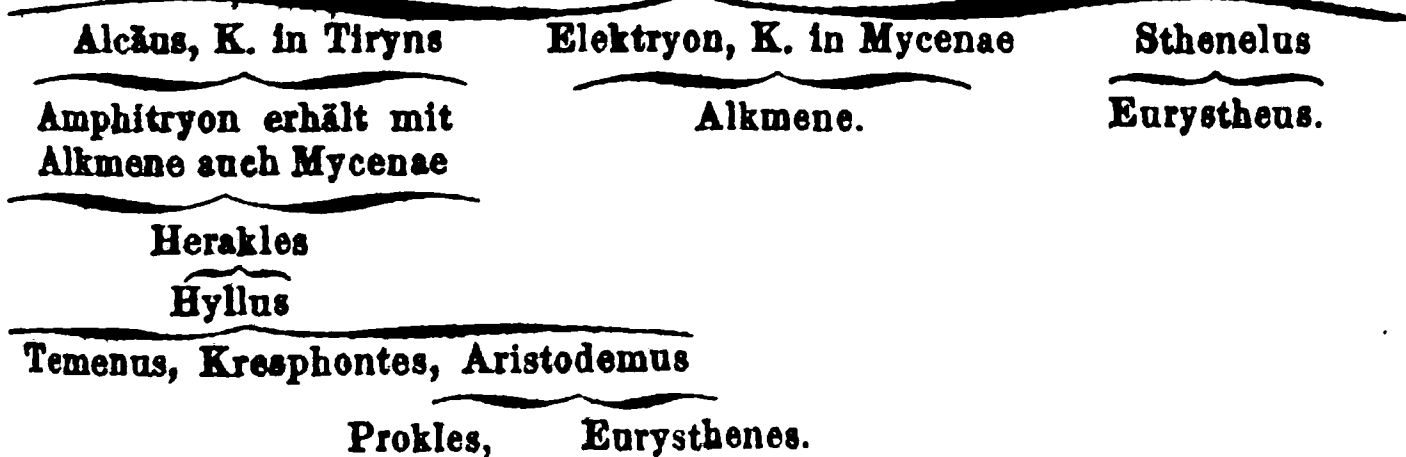 Alcäus, K. in Tiryns Elektryon, K. in Mycenae Sthenelus
Amphitryon erhält mit Alkmene. Eurystheus.
Alkmene auch Mycenae
Herakles
Hyllus
Temenus, Kresphontes, Aristodemus
Prokles, Eurysthenes.